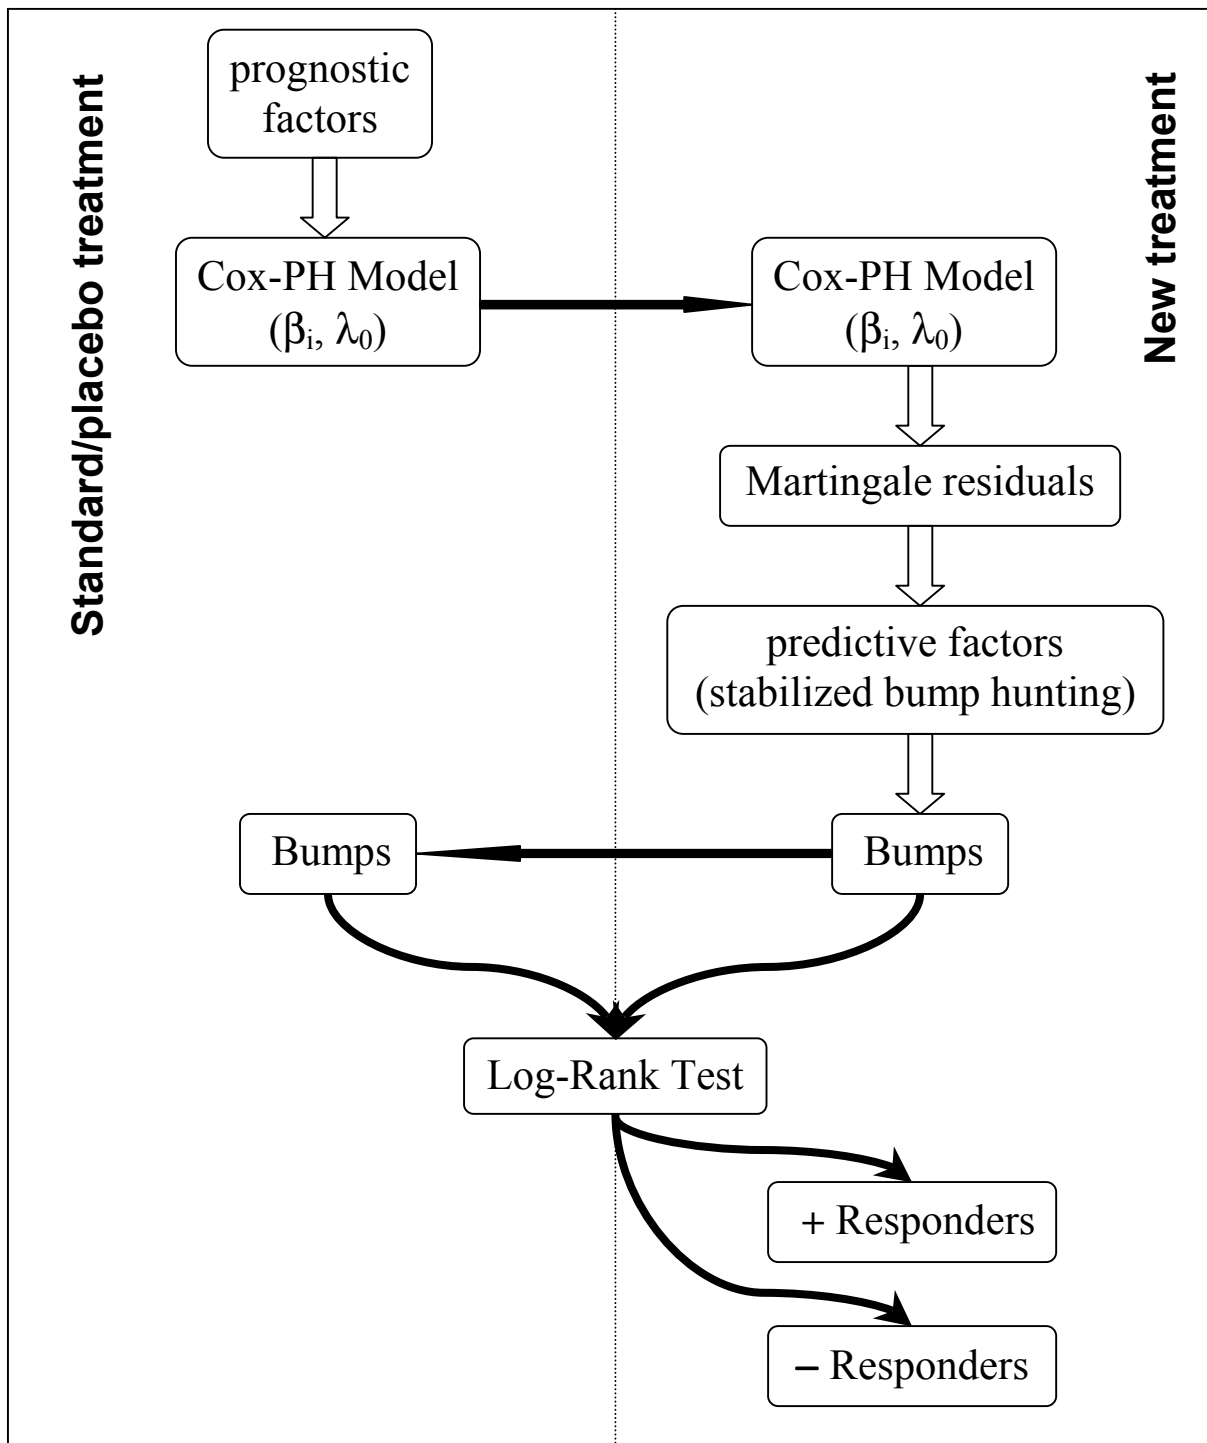 Standard/placebo treatment
New treatment
prognostic
factors
Cox-PH Model
(βi, λ0)
Cox-PH Model
(βi, λ0)
Martingale residuals
predictive factors
(stabilized bump hunting)
Bumps
Bumps
Log-Rank Test
+ Responders
– Responders